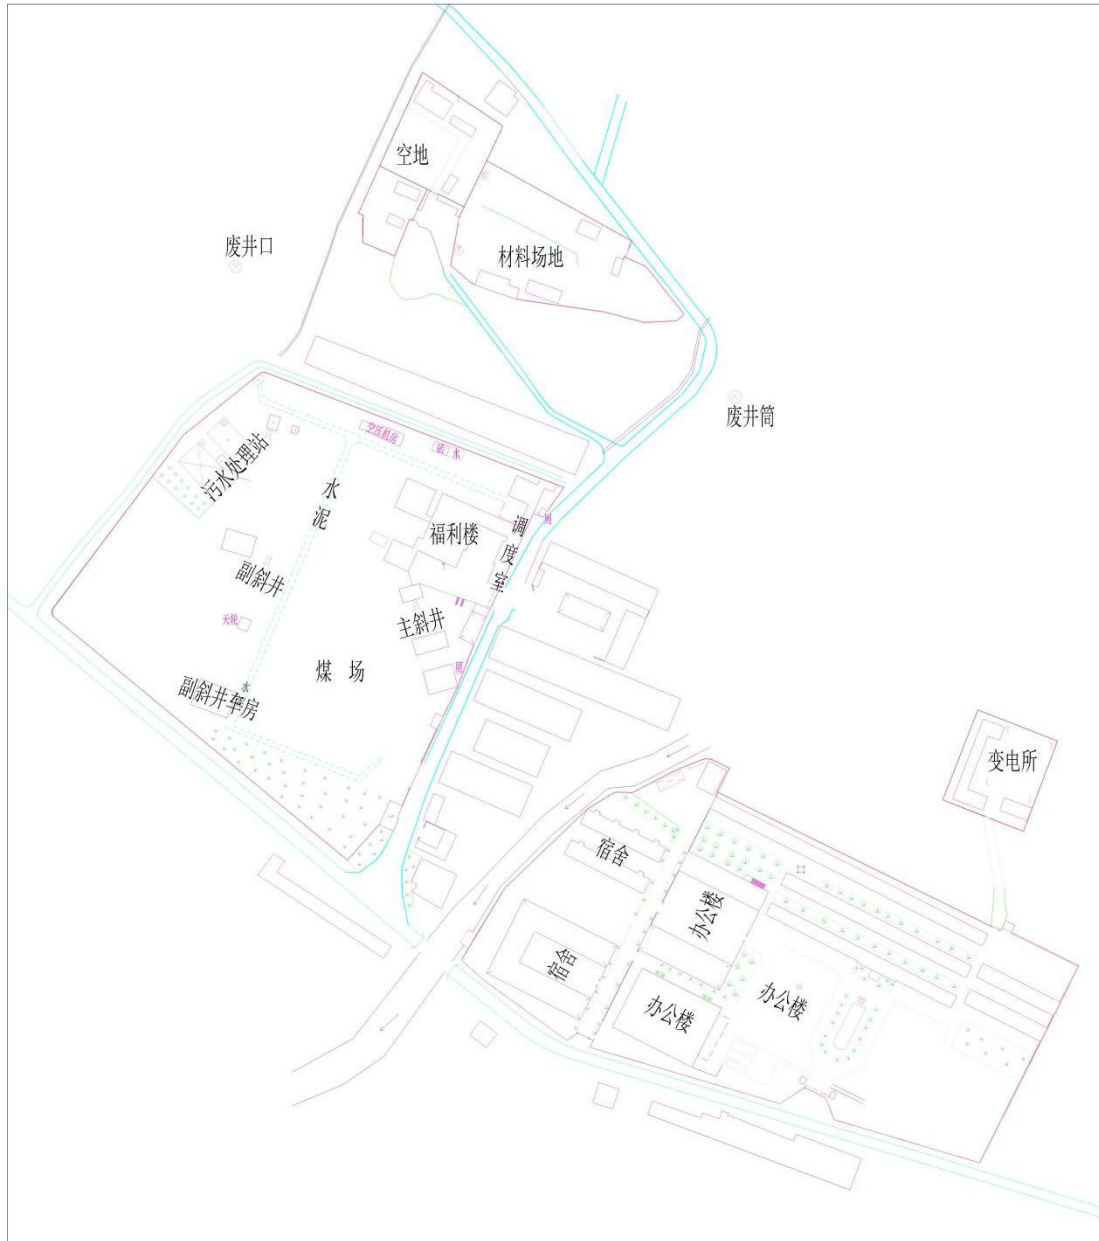 空地
废井口
材料场地
废井筒
空压机房
污水处理站
水泥
福利楼
调度室
厕
副斜井
天轮
主斜井
煤 场
厕
水
副斜井车房
变电所
宿舍
办公楼
宿舍
办公楼
办公楼